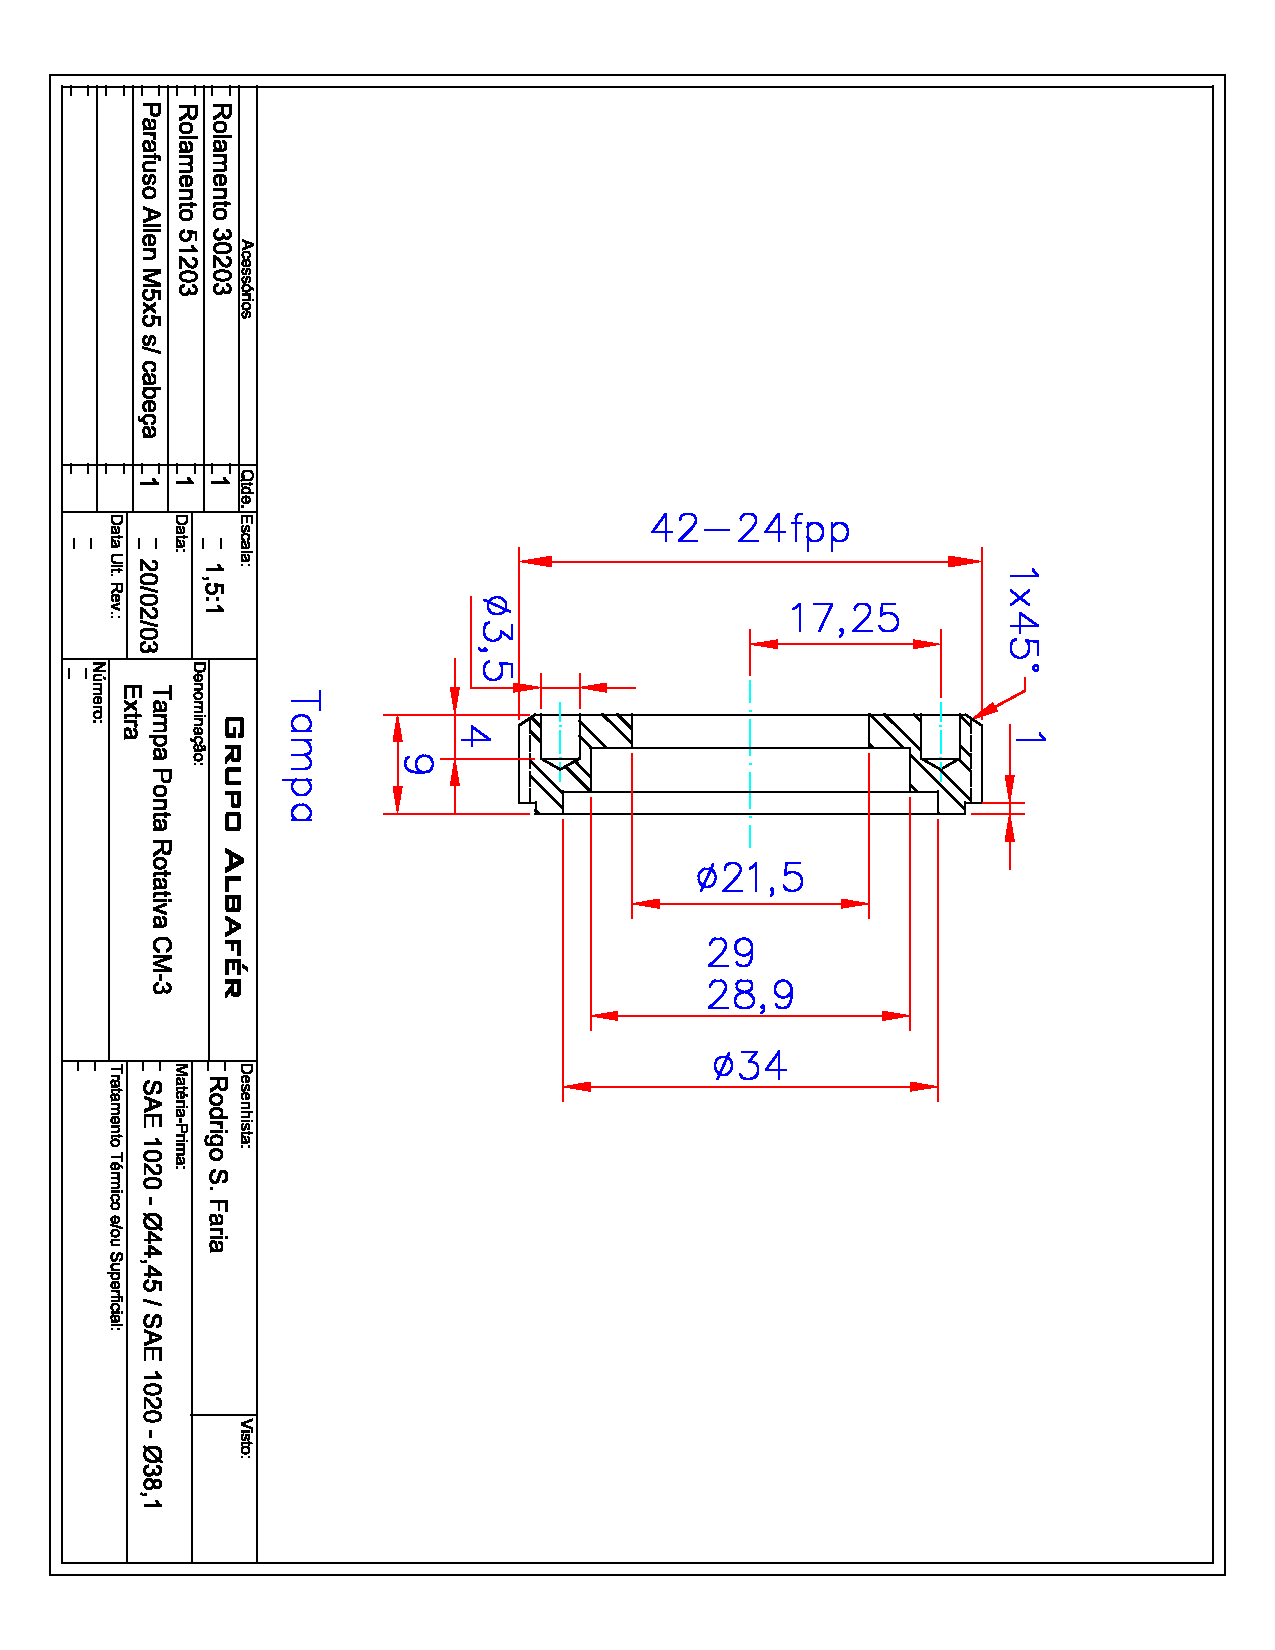 42-24fpp
1x45°
17,25
Ø3,5
1
4
9
Tampa
Ø21,5
29
28,9
Ø34
Acessórios
Qtde.
Rolamento 30203
1
Rolamento 51203
1
Parafuso Allen M5x5 s/ cabeça
1
Escala:
1,5:1
Data:
20/02/03
Data Ult. Rev.:
GRUPO ALBAFÉR
Denominação:
Tampa Ponta Rotativa CM-3
Extra
Número:
Desenhista:
Rodrigo S. Faria
Visto:
Matéria-Prima:
SAE 1020 - Ø44,45 / SAE 1020 - Ø38,1
Tratamento Térmico e/ou Superficial: